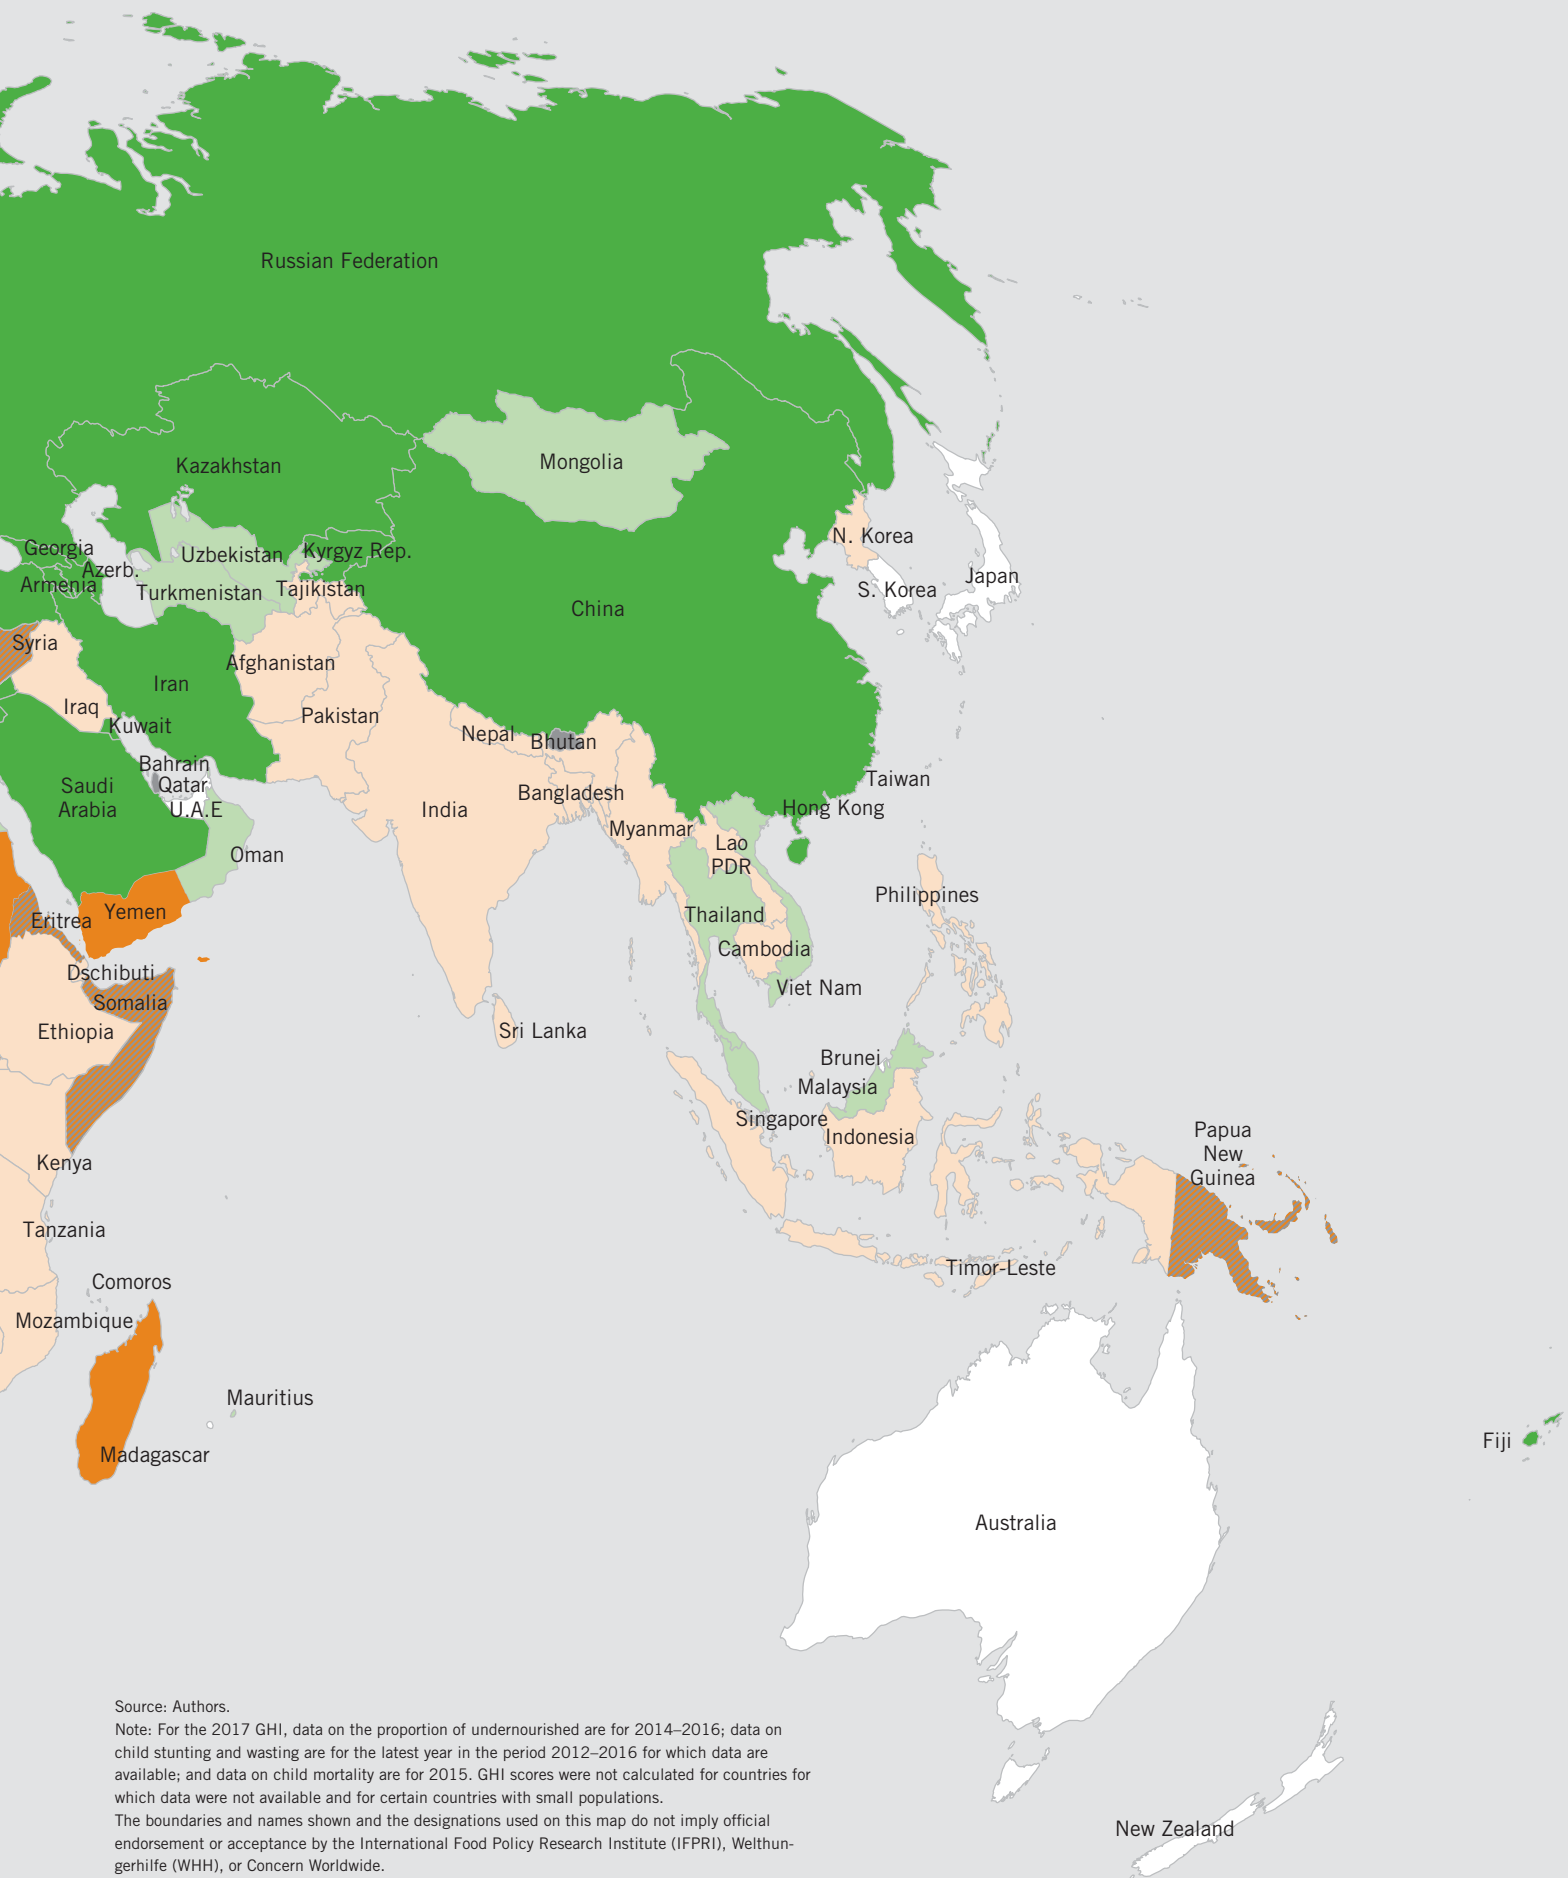 Russian Federation
Mongolia
Kazakhstan
N. Korea
Georgia
Uzbekistan
Kyrgyz Rep.
Azerb.
Armenia
Japan
Turkmenistan
Tajikistan
S. Korea
China
Syria
Afghanistan
Iran
Iraq
Pakistan
Kuwait
Nepal
Bhutan
Bahrain
Qatar
Taiwan
Saudi
Arabia
Bangladesh
U.A.E
India
Hong Kong
Myanmar
Lao
PDR
Oman
Philippines
Yemen
Eritrea
Thailand
Cambodia
Dschibuti
Viet Nam
Somalia
Ethiopia
Sri Lanka
Brunei
Malaysia
Singapore
Indonesia
Papua
New
Guinea
Kenya
Tanzania
Timor-Leste
Comoros
Mozambique
Mauritius
Madagascar
Fiji
Australia
New Zealand
Source: Authors.
Note: For the 2017 GHI, data on the proportion of undernourished are for 2014–2016; data on
child stunting and wasting are for the latest year in the period 2012–2016 for which data are
available; and data on child mortality are for 2015. GHI scores were not calculated for countries for
which data were not available and for certain countries with small populations.
The boundaries and names shown and the designations used on this map do not imply official
endorsement or acceptance by the International Food Policy Research Institute (IFPRI), Welthun-
gerhilfe (WHH), or Concern Worldwide.